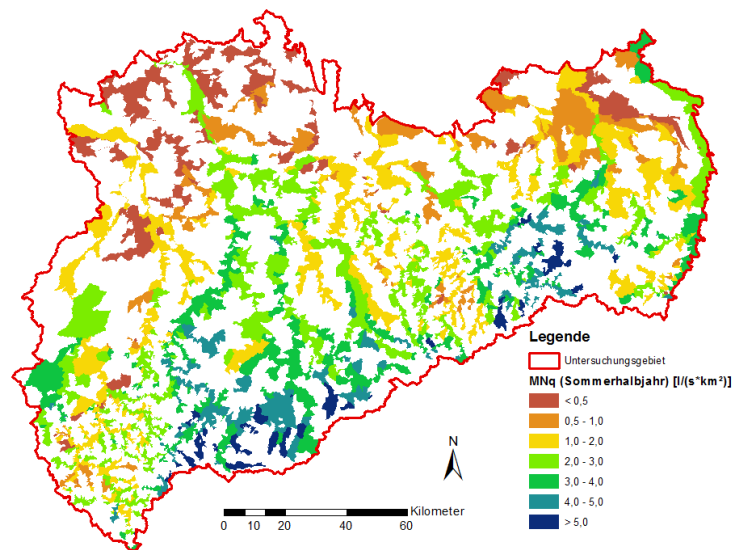 Legende
Untersuchungsgebiet
MNq (Sommerhalbjahr) [l/(s*km²)]
< 0,5
0,5 - 1,0
1,0 - 2,0
2,0 - 3,0
3,0 - 4,0
4,0 - 5,0
> 5,0
N
Kilometer
0 10 20 40 60